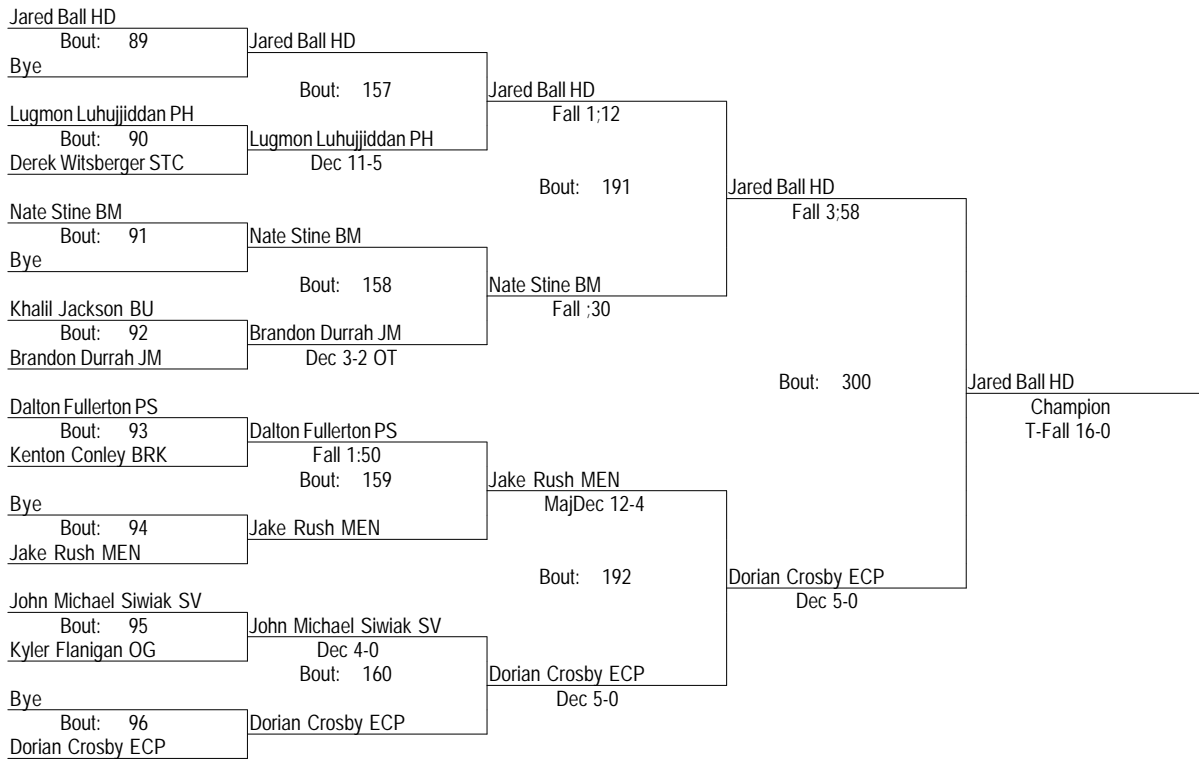 Jared Ball HD
Bout: 89
Bye
Jared Ball HD
Bout: 157
Lugmon Luhujjiddan PH
Bout: 90
Derek Witsberger STC
Lugmon Luhujjiddan PH
Dec 11-5
Jared Ball HD
Fall 1;12
Bout: 191
Nate Stine BM
Bout: 91
Bye
Nate Stine BM
Bout: 158
Khalil Jackson BU
Bout: 92
Brandon Durrah JM
Brandon Durrah JM
Dec 3-2 OT
Nate Stine BM
Fall ;30
Jared Ball HD
Fall 3;58
Bout: 300
Dalton Fullerton PS
Bout: 93
Kenton Conley BRK
Dalton Fullerton PS
Fall 1:50
Bout: 159
Bye
Bout: 94
Jake Rush MEN
Jake Rush MEN
Jake Rush MEN
MajDec 12-4
Bout: 192
John Michael Siwiak SV
Bout: 95
Kyler Flanigan OG
John Michael Siwiak SV
Dec 4-0
Bout: 160
Bye
Bout: 96
Dorian Crosby ECP
Dorian Crosby ECP
Dorian Crosby ECP
Dec 5-0
Dorian Crosby ECP
Dec 5-0
Jared Ball HD
Champion
T-Fall 16-0